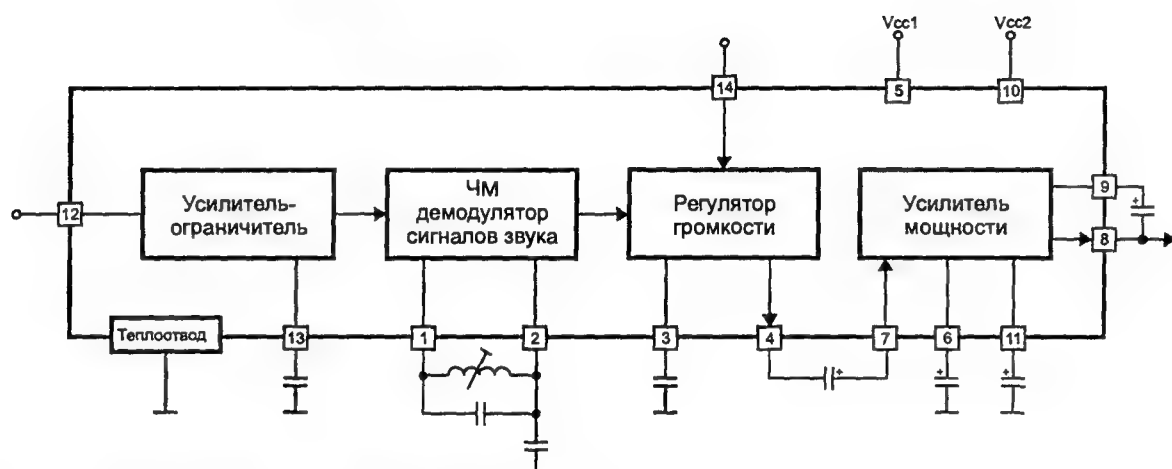 Vcc1
Vcc2
14
5
10
12
Усилитель-
ограничитель
ЧМ
демодулятор
сигналов звука
Регулятор
громкости
Усилитель
мощности
9
+
8
Теплоотвод
13
1
2
3
4
7
6
11
+
+
+